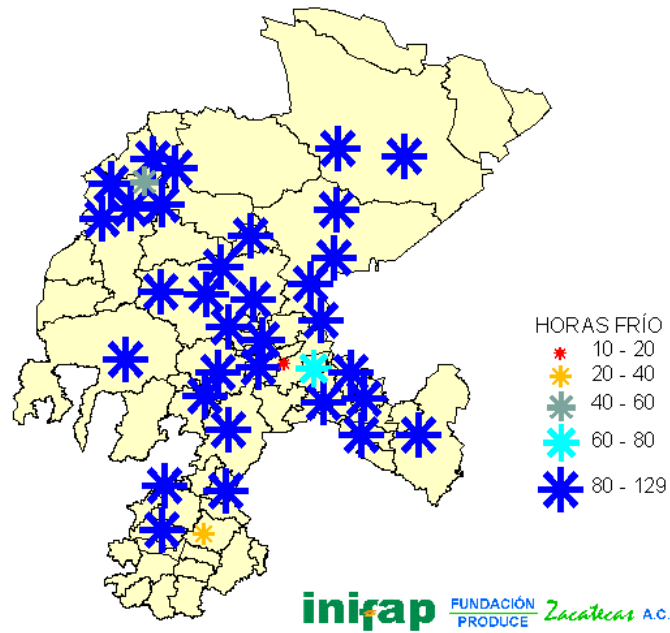 HORAS FRÍO
10 - 20
20 - 40
40 - 60
60 - 80
80 - 129
inifap
FUNDACIÓN
PRODUCE
Zacatecas A.C.